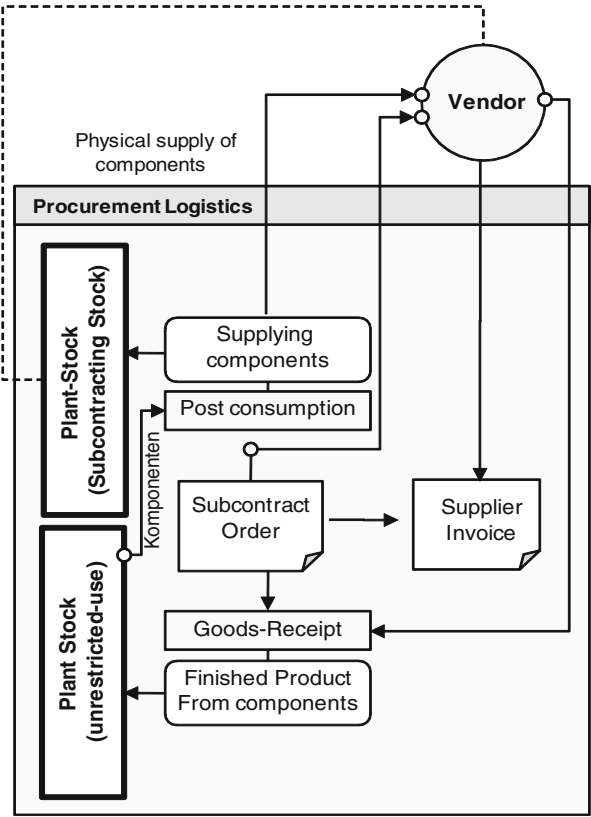 Vendor
Physical supply of
components
Procurement Logistics
Plant-Stock
(Subcontracting Stock)
Supplying
components
Post consumption
Komponenten
Subcontract
Order
Supplier
Invoice
Plant Stock
(unrestricted-use)
Goods-Receipt
Finished Product
From components